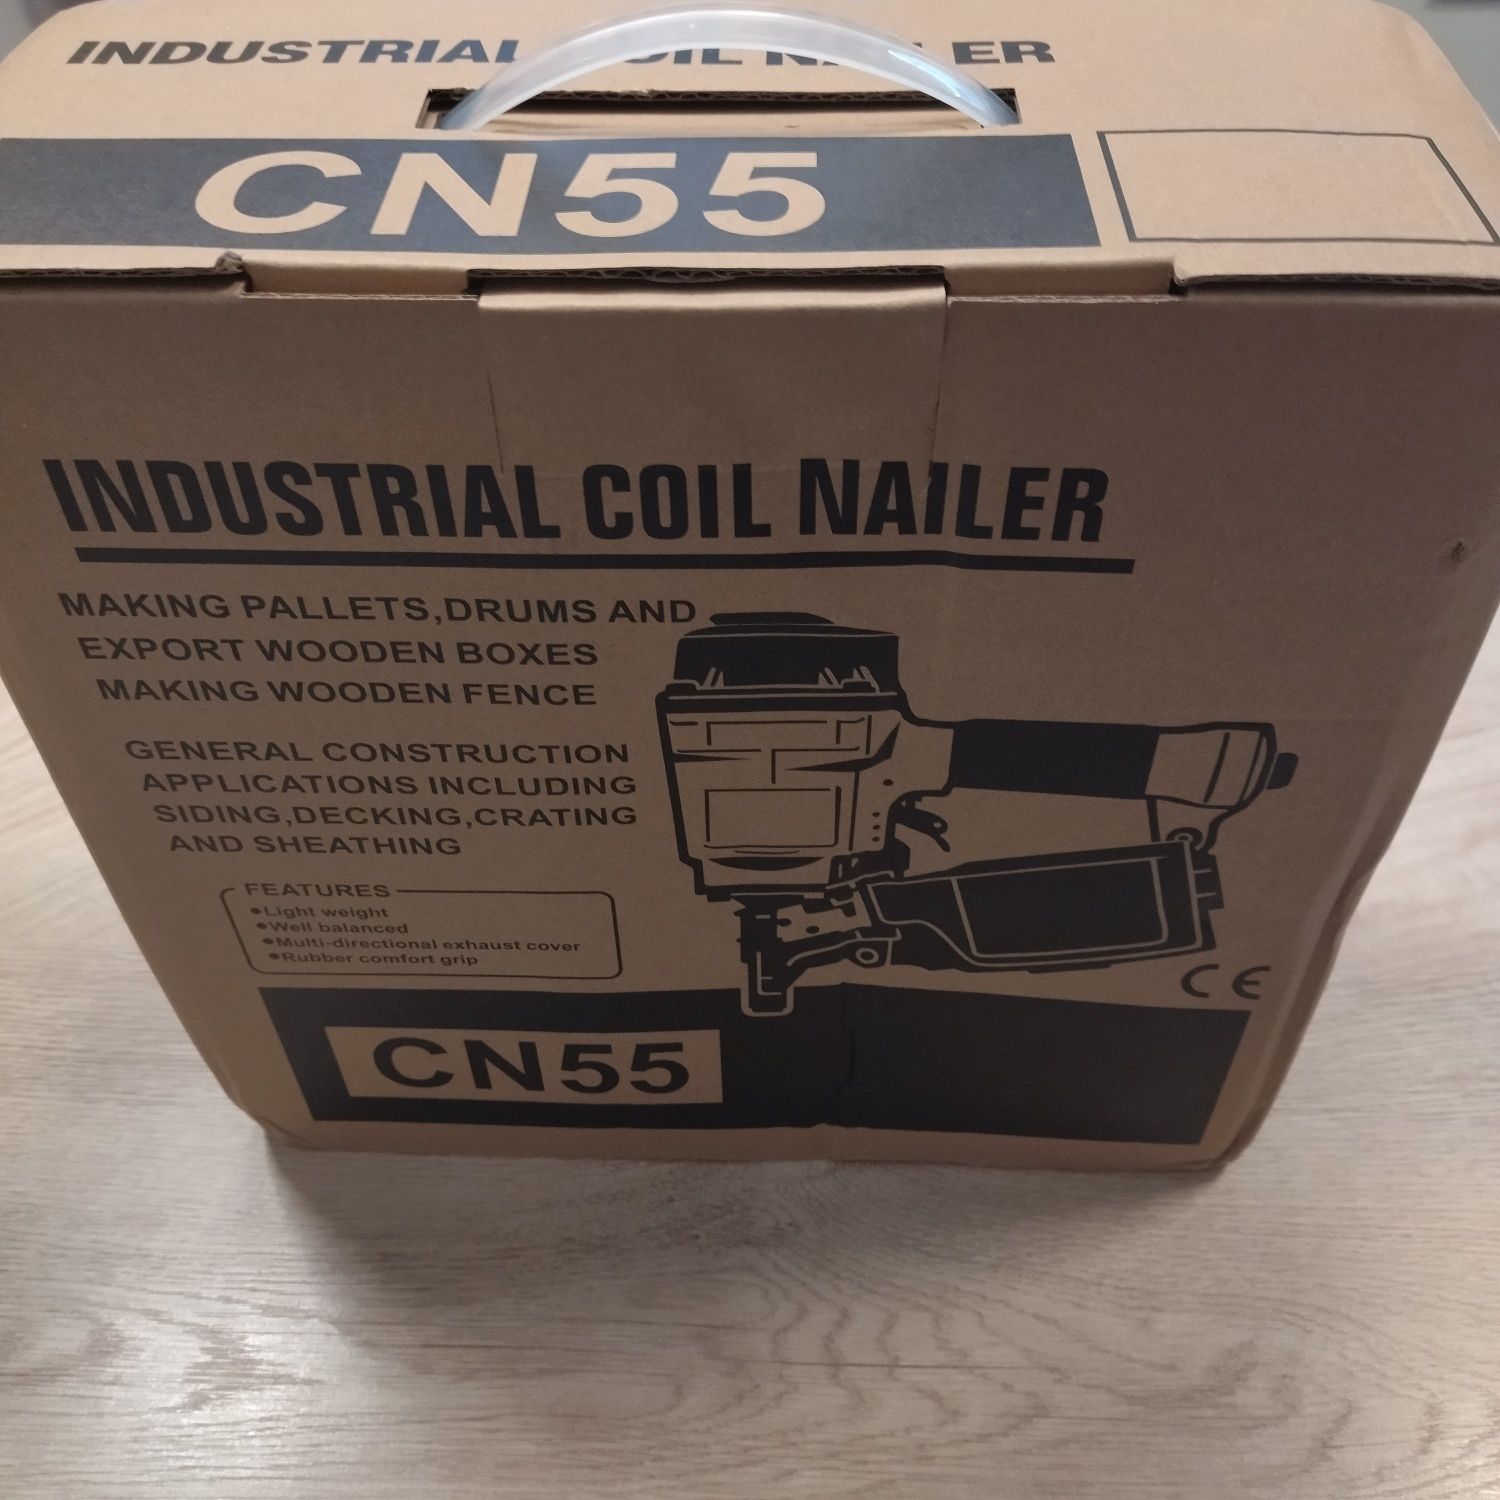 INDUSTRIAL COIL NAILER
CN55
INDUSTRIAL COIL NAILER
MAKING PALLETS,DRUMS AND
EXPORT WOODEN BOXES
MAKING WOODEN FENCE
GENERAL CONSTRUCTION
APPLICATIONS INCLUDING
SIDING,DECKING,CRATING
AND SHEATHING
FEATURES
•Light weight
•Well balanced
•Multi-directional exhaust cover
•Rubber comfort grip
CE
CN55